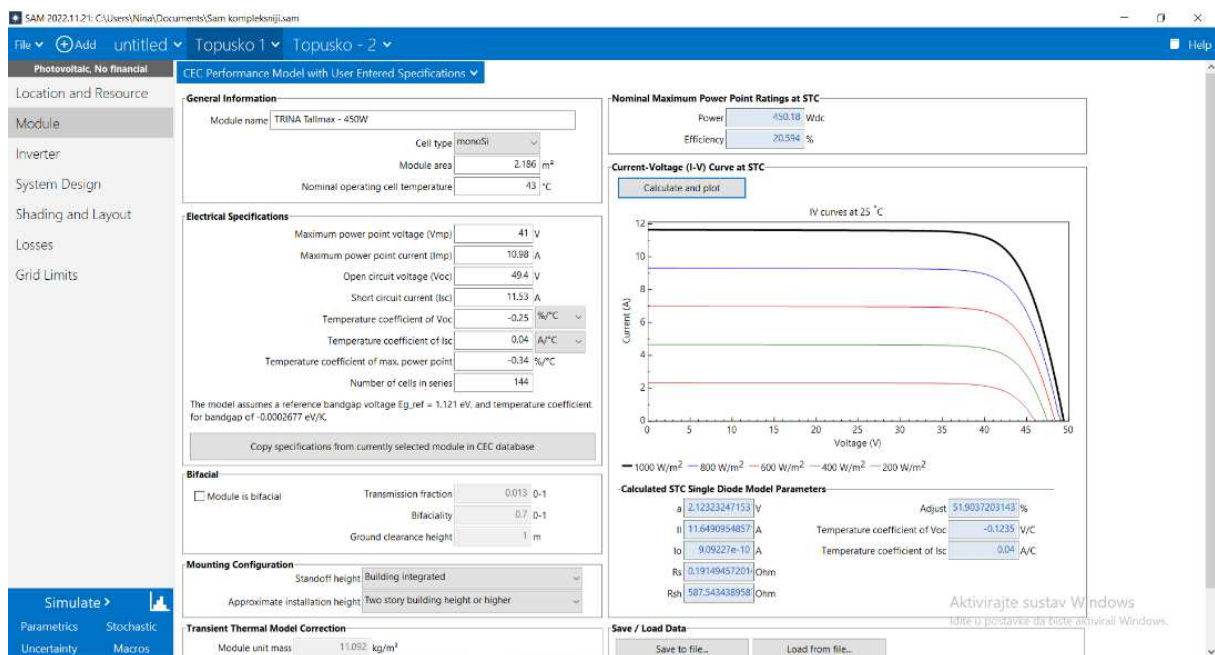 SAM 2022.11.21: C:\Users\Nina\Documents\Sam kompleksniji.sam
File Add untitled Topusko 1 Topusko - 2 Help
Photovoltaic, No financial
Location and Resource
Module
Inverter
System Design
Shading and Layout
Losses
Grid Limits
Simulate >
Parametrics Stochastic
Uncertainty Macros
CEC Performance Model with User Entered Specifications
General Information
Module name TRINA Tallmax - 450W
Cell type monoSi
Module area 2.186 m²
Nominal operating cell temperature 43 °C
Electrical Specifications
Maximum power point voltage (Vmp) 41 V
Maximum power point current (Imp) 10.98 A
Open circuit voltage (Voc) 49.4 V
Short circuit current (Isc) 11.53 A
Temperature coefficient of Voc -0.25 %/°C
Temperature coefficient of Isc 0.04 A/°C
Temperature coefficient of max. power point -0.34 %/°C
Number of cells in series 144
The model assumes a reference bandgap voltage Eg_ref = 1.121 eV, and temperature coefficient
for bandgap of -0.0002677 eV/K.
Copy specifications from currently selected module in CEC database
Bifacial
Module is bifacial Transmission fraction 0.013 0-1
Bifaciality 0.7 0-1
Ground clearance height 1 m
Mounting Configuration
Standoff height Building integrated
Approximate installation height Two story building height or higher
Transient Thermal Model Correction
Module unit mass 11.092 kg/m²
Nominal Maximum Power Point Ratings at STC
Power 450.18 Wdc
Efficiency 20.594 %
Current-Voltage (I-V) Curve at STC
Calculate and plot
IV curves at 25 °C
12
10
8
6
4
2
0
Current (A)
0 5 10 15 20 25 30 35 40 45 50
Voltage (V)
1000 W/m² 800 W/m² 600 W/m² 400 W/m² 200 W/m²
Calculated STC Single Diode Model Parameters
a 2.12323247153 V Adjust 51.9037203143 %
Il 11.6490954857 A Temperature coefficient of Voc -0.1235 V/C
Io 9.09227e-10 A Temperature coefficient of Isc 0.04 A/C
Rs 0.19149457201 Ohm
Rsh 587.543438958 Ohm
Save / Load Data
Save to file... Load from file...
Aktivirajte sustav Windows
Idite u postavke da biste aktivirali Windows.